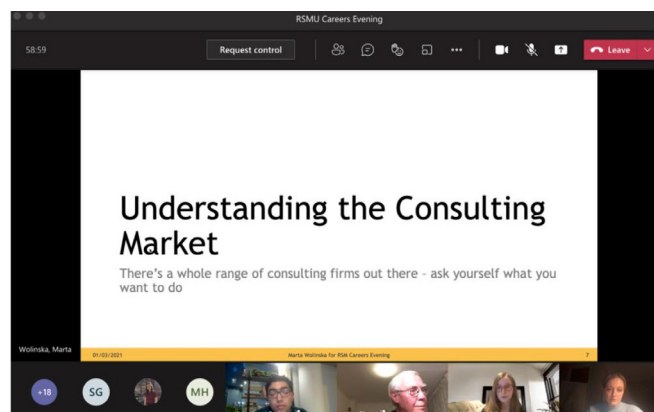 RSMU Careers Evening
58:59
Request control
Leave
Understanding the Consulting
Market
There's a whole range of consulting firms out there - ask yourself what you
want to do
Wolinska, Marta
01/03/2021
Marta Wolinska for RSM Careers Evening
7
+18
SG
MH